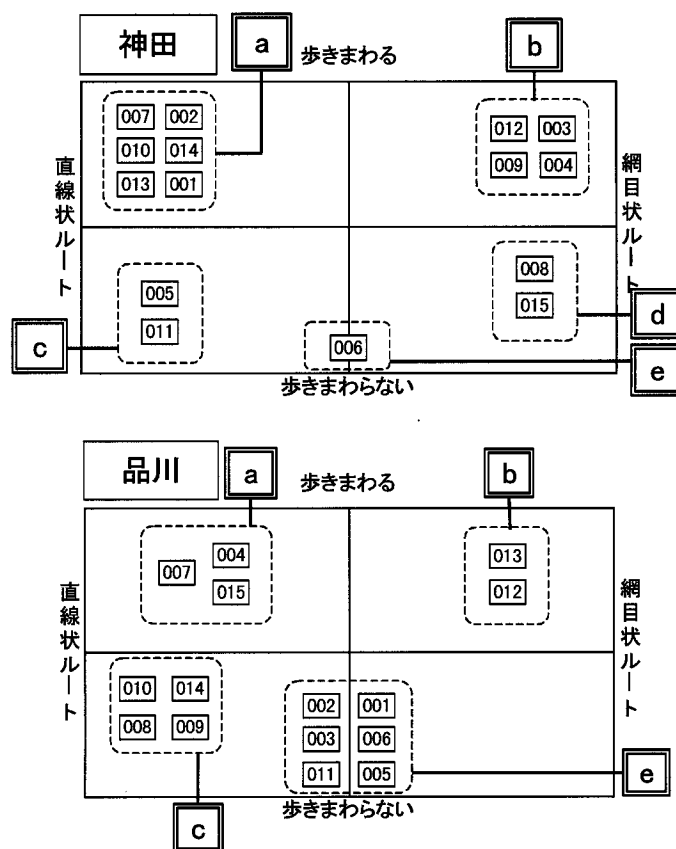 神田
a
歩きまわる
b
007 002
012 003
010 014
009 004
013 001
直線状ルート
網目状ルート
005
008
011
015
c
006
d
e
歩きまわらない
品川
a
歩きまわる
b
004
013
007
015
012
直線状ルート
網目状ルート
010 014
002 001
008 009
003 006
011 005
e
歩きまわらない
c